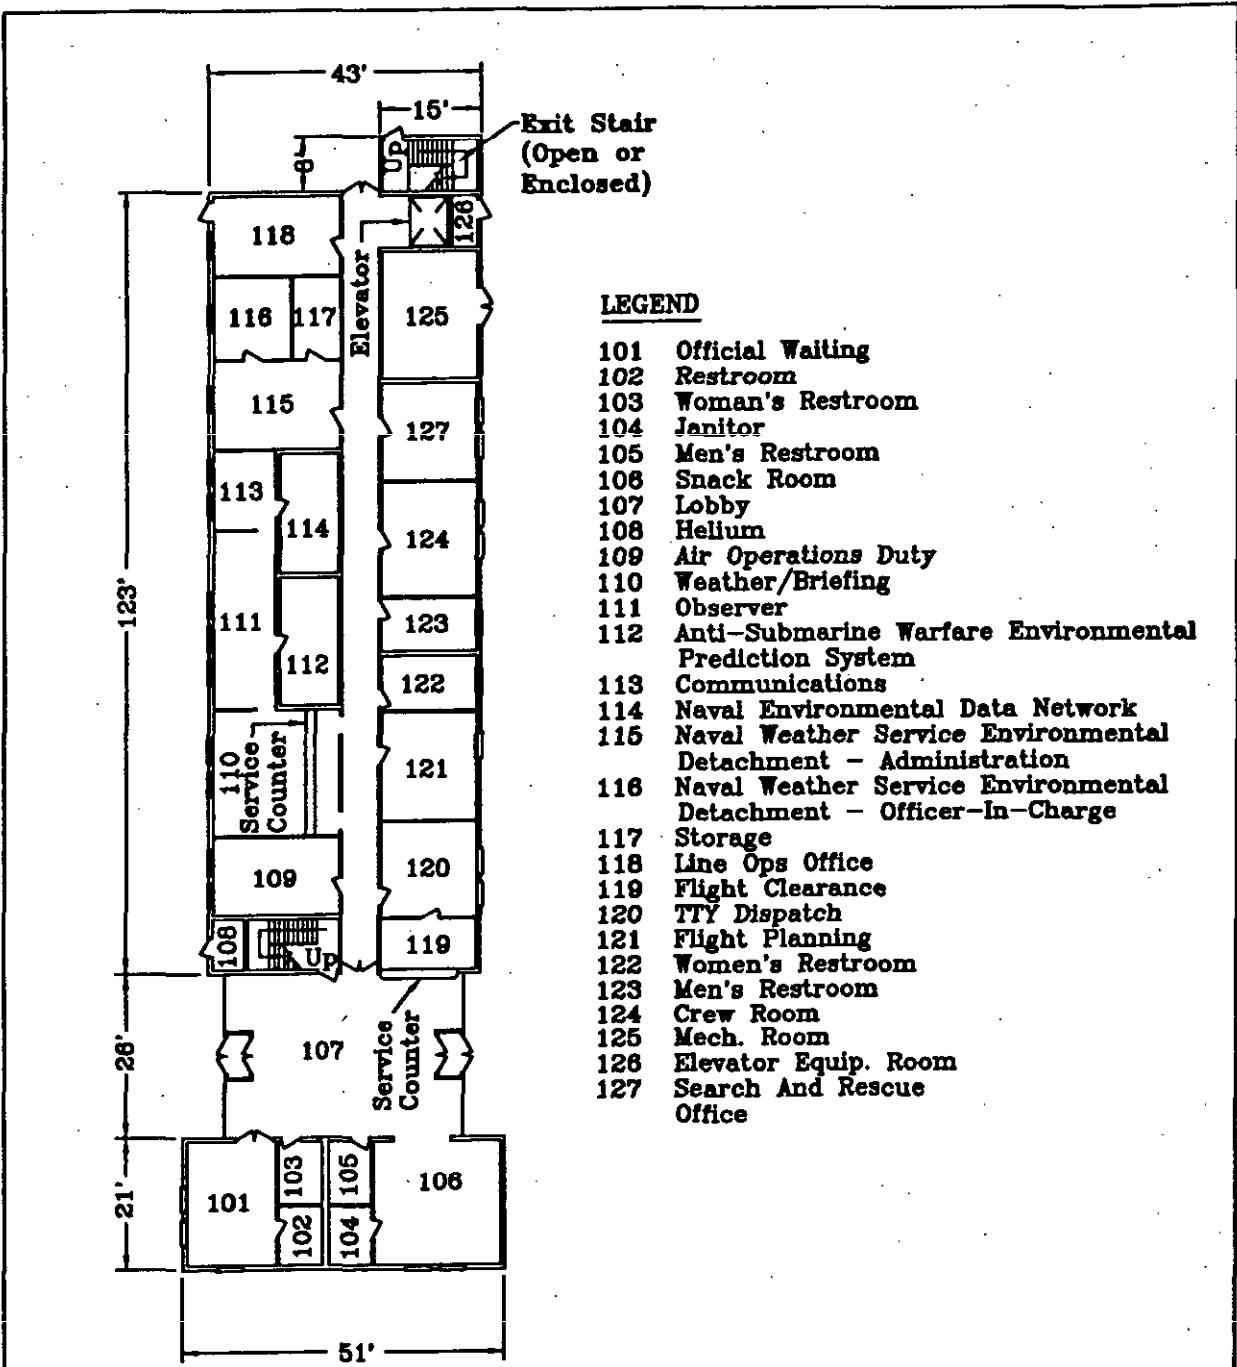 43'
15'
Exit Stair
(Open or
Enclosed)
Up
8'
126
118
Elevator
116
117
125
115
127
113
114
124
123'
111
123
112
122
110
Service
Counter
121
109
120
108
Up
119
26'
107
Service
Counter
21'
101
103
105
106
102
104
51'
LEGEND
101 Official Waiting
102 Restroom
103 Woman's Restroom
104 Janitor
105 Men's Restroom
106 Snack Room
107 Lobby
108 Helium
109 Air Operations Duty
110 Weather/Briefing
111 Observer
112 Anti-Submarine Warfare Environmental
Prediction System
113 Communications
114 Naval Environmental Data Network
115 Naval Weather Service Environmental
Detachment - Administration
116 Naval Weather Service Environmental
Detachment - Officer-In-Charge
117 Storage
118 Line Ops Office
119 Flight Clearance
120 TTY Dispatch
121 Flight Planning
122 Women's Restroom
123 Men's Restroom
124 Crew Room
125 Mech. Room
126 Elevator Equip. Room
127 Search And Rescue
Office